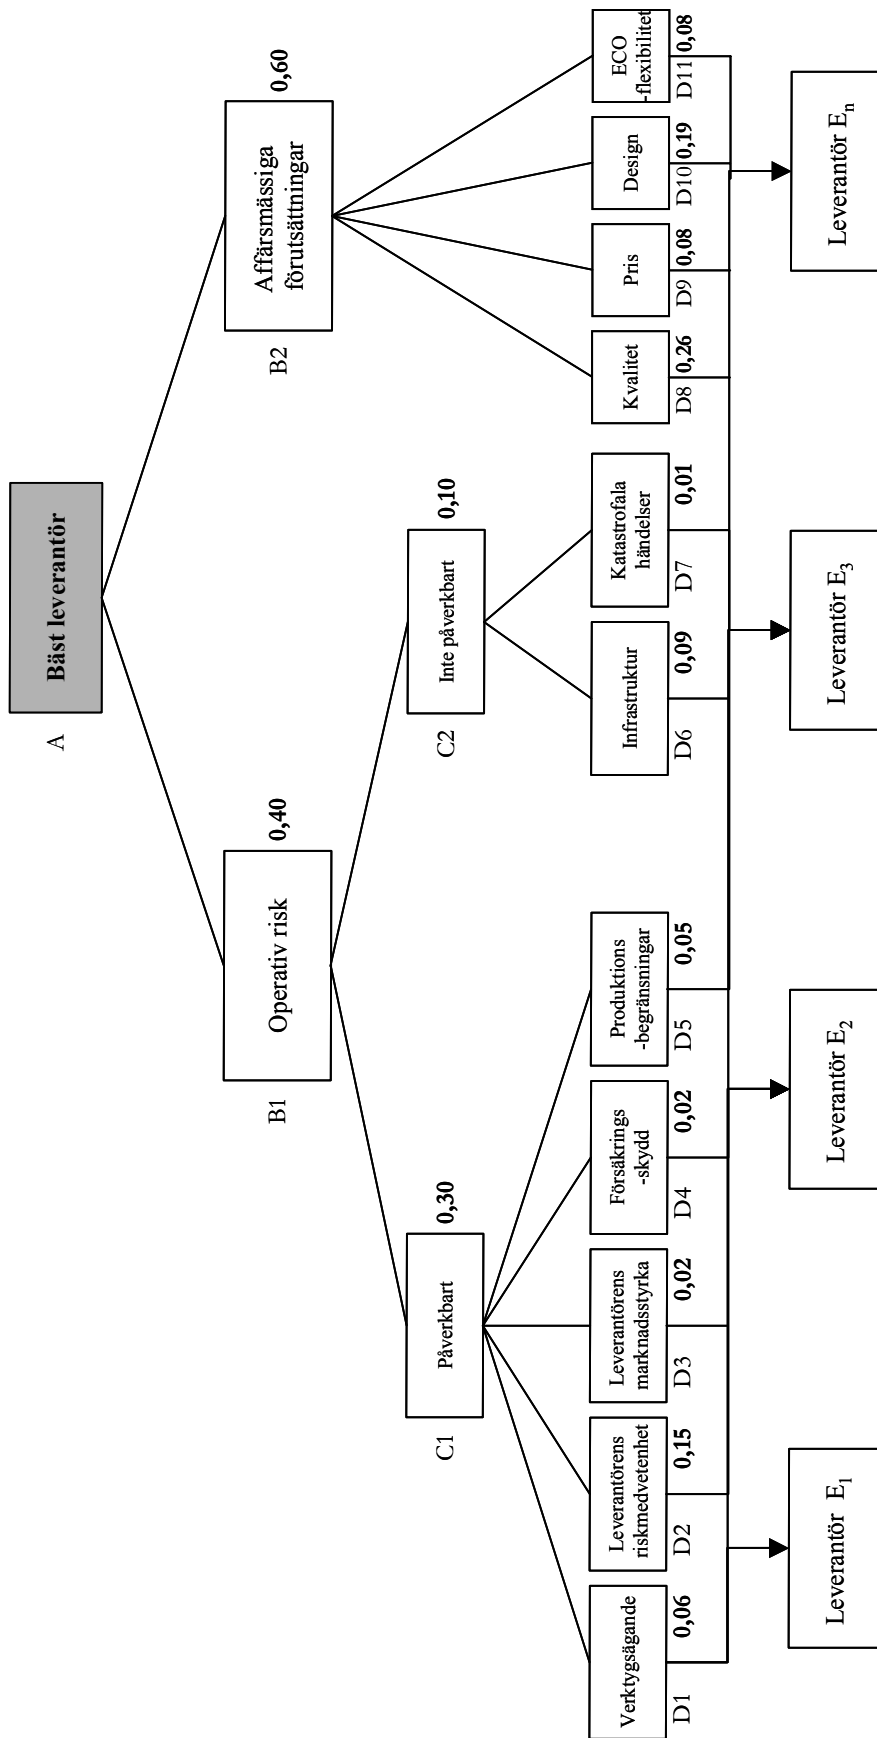 A
Bäst leverantör
B1
Operativ risk
0,40
B2
Affärsmässiga
förutsättningar
0,60
C1
Påverkbart
0,30
C2
Inte påverkbart
0,10
Verktygsägande
D1
0,06
Leverantörens
riskmedvetenhet
D2
0,15
Leverantörens
marknadsstyrka
D3
0,02
Försäkrings
-skydd
D4
0,02
Produktions
-begränsningar
D5
0,05
Infrastruktur
D6
0,09
Katastrofala
händelser
D7
0,01
Kvalitet
D8
0,26
Pris
D9
0,08
Design
D10
0,19
ECO
-flexibilitet
D11
0,08
Leverantör E1
Leverantör E2
Leverantör E3
Leverantör En